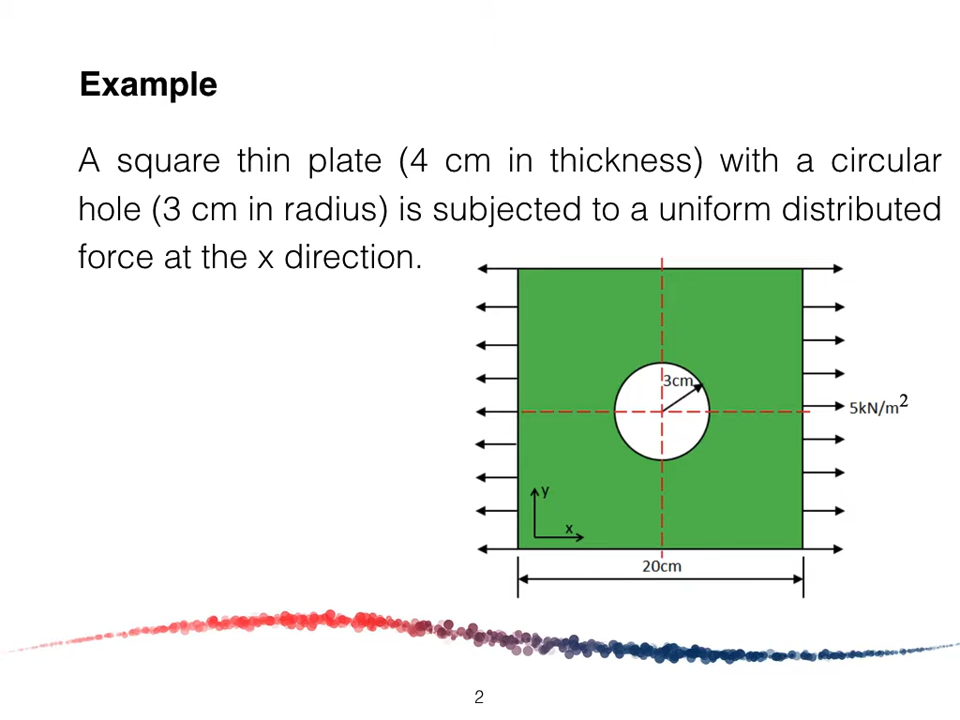 Example
A square thin plate (4 cm in thickness) with a circular
hole (3 cm in radius) is subjected to a uniform distributed
force at the x direction.
3cm
5kN/m²
y
x
20cm
2